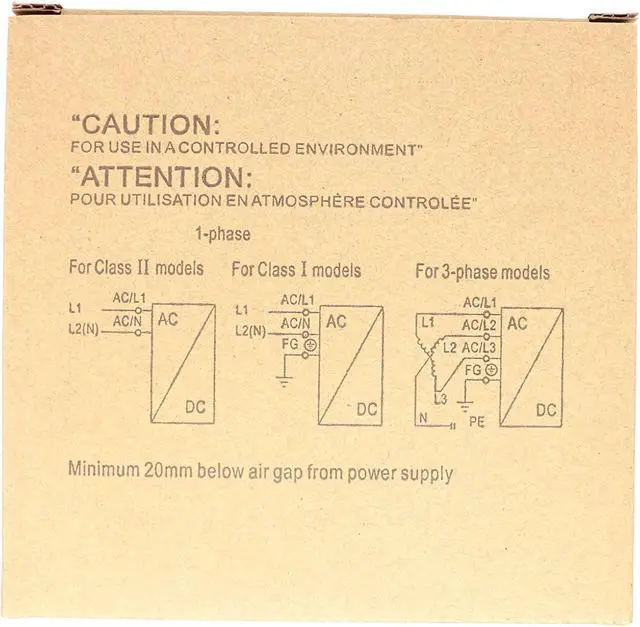 "CAUTION:
FOR USE IN A CONTROLLED ENVIRONMENT"
"ATTENTION:
POUR UTILISATION EN ATMOSPHÈRE CONTROLÉE"
1-phase
For Class II models
L1 AC/L1
L2(N) AC/N
AC
DC
For Class I models
L1 AC/L1
L2(N) AC/N
FG
AC
DC
For 3-phase models
AC/L1
L1 AC/L2
L2 AC/L3
FG
L3
N PE
AC
DC
Minimum 20mm below air gap from power supply